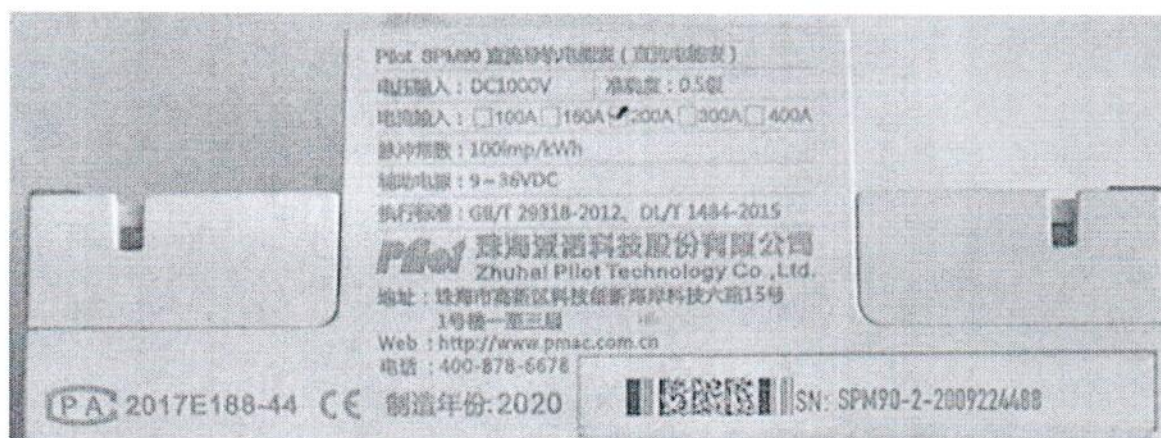 Pilot SPM90 直流导轨电能表(直流电能表)
电压输入:DC1000V 准确度:0.5级
电流输入:□100A□160A☑200A□300A□400A
脉冲常数:100imp/kWh
辅助电源:9~36VDC
执行标准:GB/T 29318-2012、DL/T 1484-2015
Pilot 珠海派诺科技股份有限公司
Zhuhai Pilot Technology Co.,Ltd.
地址:珠海市高新区科技创新海岸科技六路15号
1号楼一至三层
Web:http://www.pmac.com.cn
电话:400-878-6678
PA 2017E188-44 CE 制造年份:2020
SN: SPM90-2-2009224488